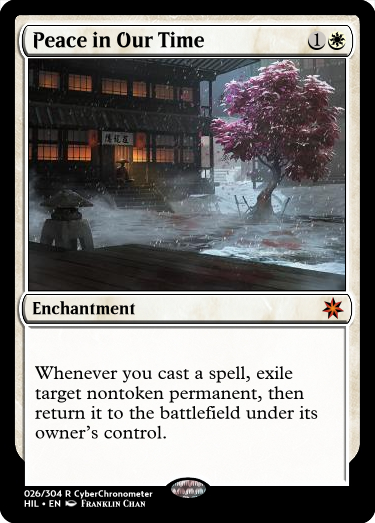 Peace in Our Time
1
Enchantment
Whenever you cast a spell, exile
target nontoken permanent, then
return it to the battlefield under its
owner's control.
026/304 R CyberChronometer
HIL • EN Franklin Chan